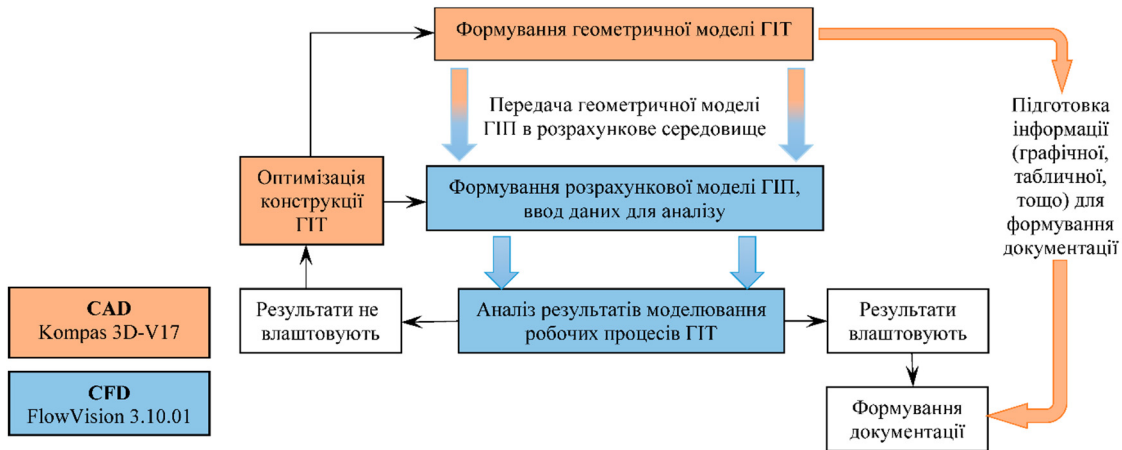 Формування геометричної моделі ГІТ
Передача геометричної моделі
ГІП в розрахункове середовище
Підготовка
інформації
(графічної,
табличної,
тощо) для
формування
документації
Оптимізація
конструкції
ГІТ
Формування розрахункової моделі ГІП,
ввод даних для аналізу
CAD
Kompas 3D-V17
Результати не
влаштовують
Аналіз результатів моделювання
робочих процесів ГІТ
Результати
влаштовують
CFD
FlowVision 3.10.01
Формування
документації